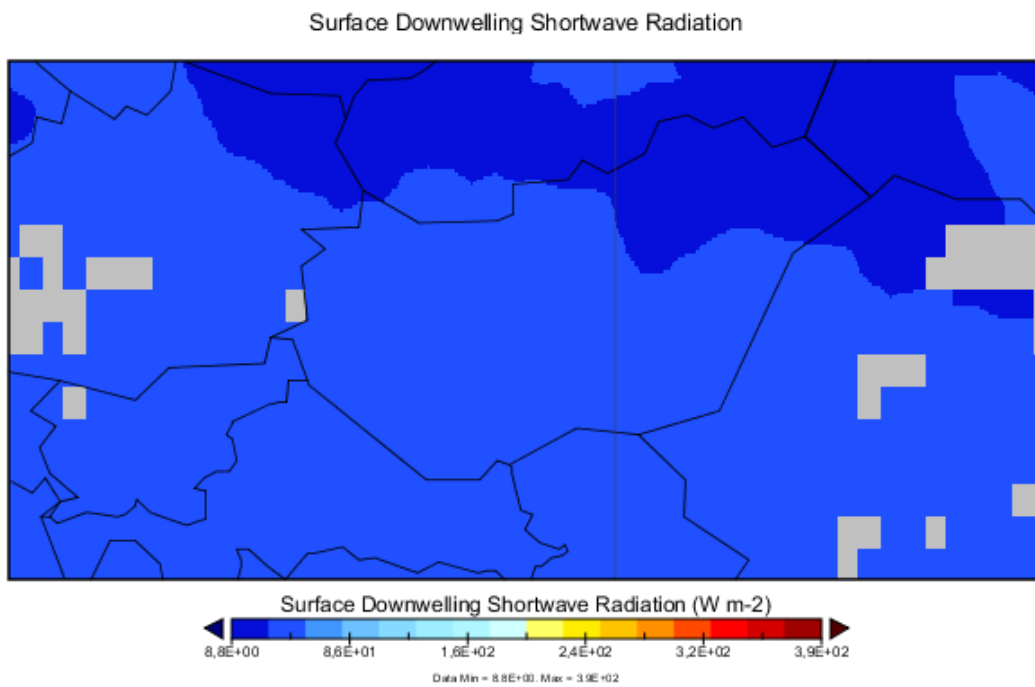 Surface Downwelling Shortwave Radiation
Surface Downwelling Shortwave Radiation (W m-2)
8,8E+00 8,6E+01 1,6E+02 2,4E+02 3,2E+02 3,9E+02
Data Min = 8.8E+00, Max = 3.9E+02